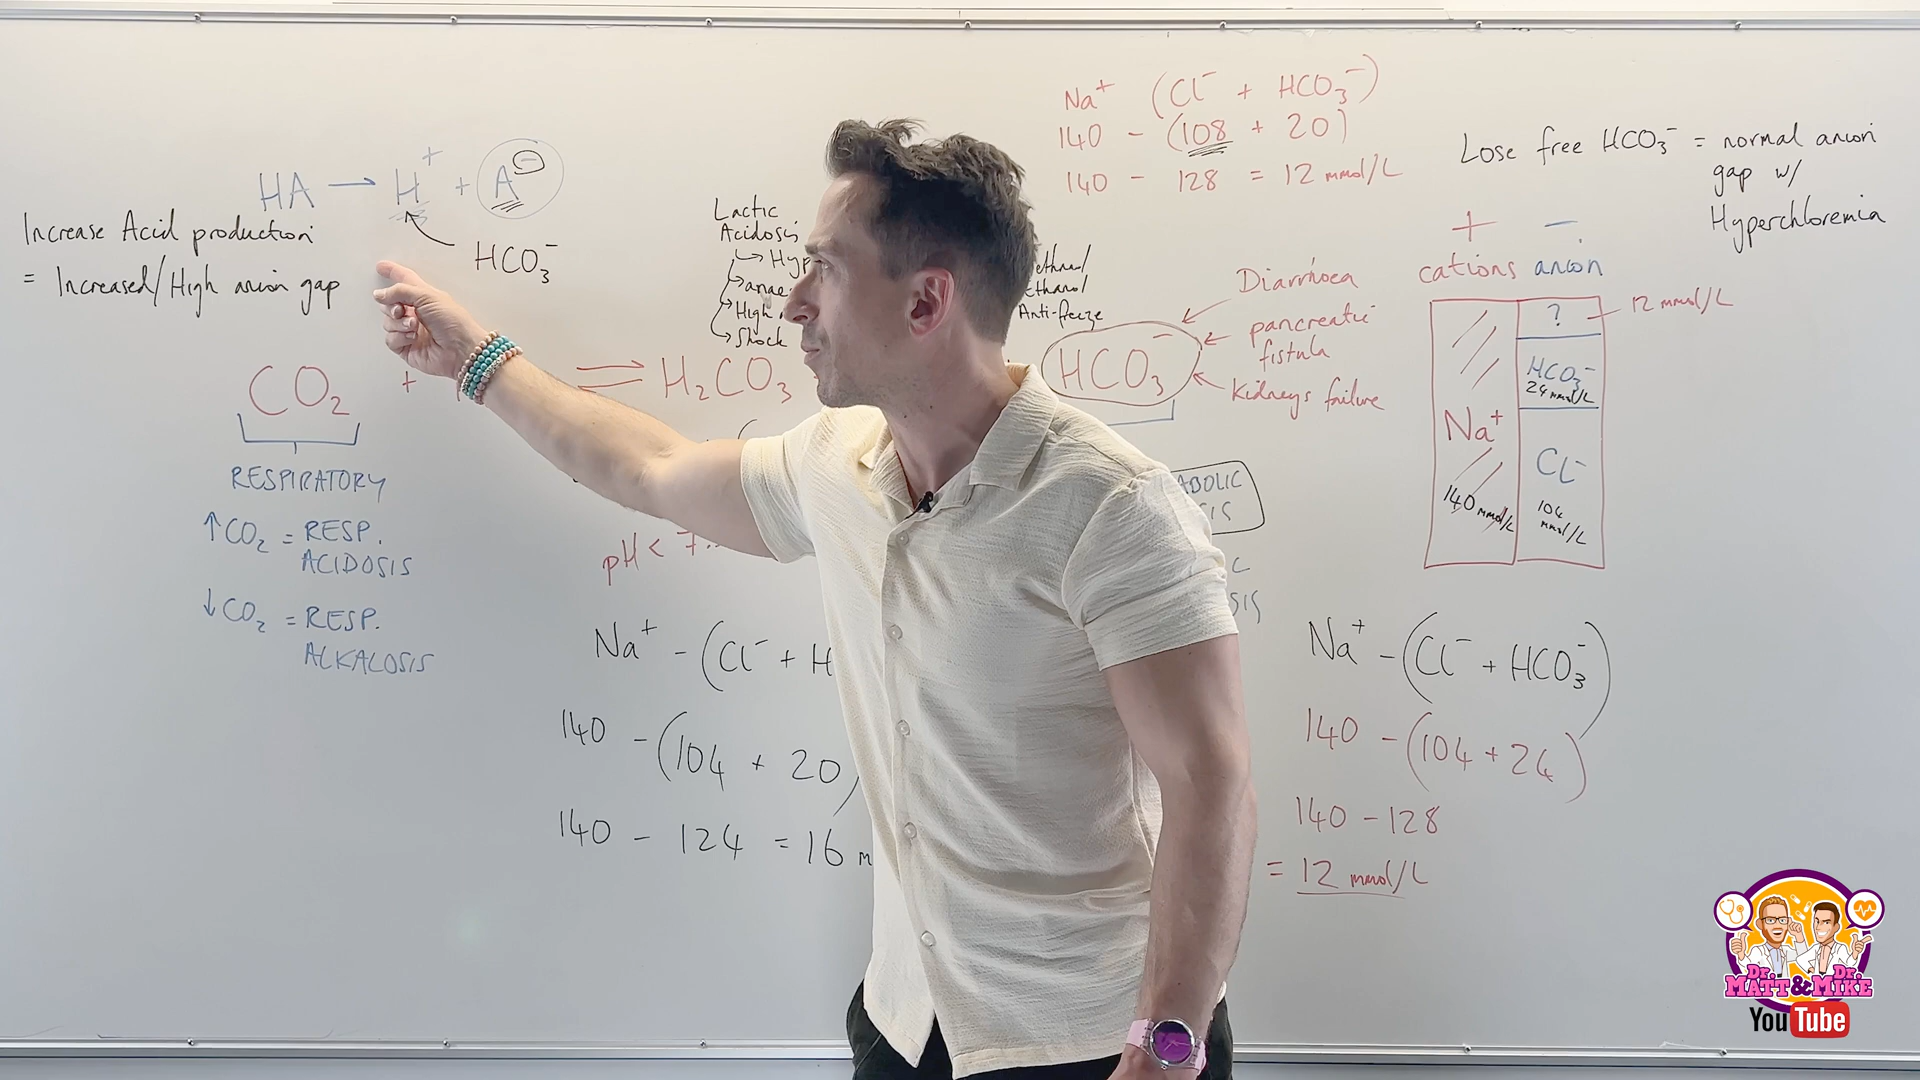 HA → H⁺ + A⁻
HCO₃⁻
Increase Acid production
= Increased/High anion gap
CO₂ +
⇌ H₂CO₃
RESPIRATORY
↑CO₂ = RESP.
ACIDOSIS
↓CO₂ = RESP.
ALKALOSIS
Lactic
Acidosis
→ Hyp
→ anae
→ High
→ Shock
Ethanol
Anti-freeze
HCO₃⁻
Diarrhoea
pancreatic
fistula
Kidneys failure
pH < 7
ABOLIC
SIS
C
SIS
Na⁺ - (Cl⁻ + H
140 - (104 + 20)
140 - 124 = 16 m
Na⁺ (Cl⁻ + HCO₃⁻)
140 - (108 + 20)
140 - 128 = 12 mmol/L
Lose free HCO₃⁻ = normal anion
gap w/
Hyperchloremia
+ -
cations anion
? 12 mmol/L
HCO₃⁻
24 mmol/L
Na⁺
140 mmol/L
Cl⁻
104
mmol/L
Na⁺ - (Cl⁻ + HCO₃⁻)
140 - (104 + 24)
140 - 128
= 12 mmol/L
Dr. Dr.
MATT & MIKE
YouTube